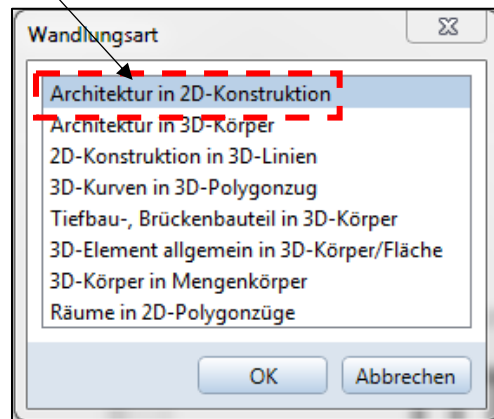 Wandlungsart
Architektur in 2D-Konstruktion
Architektur in 3D-Körper
2D-Konstruktion in 3D-Linien
3D-Kurven in 3D-Polygonzug
Tiefbau-, Brückenbauteil in 3D-Körper
3D-Element allgemein in 3D-Körper/Fläche
3D-Körper in Mengenkörper
Räume in 2D-Polygonzüge
OK Abbrechen